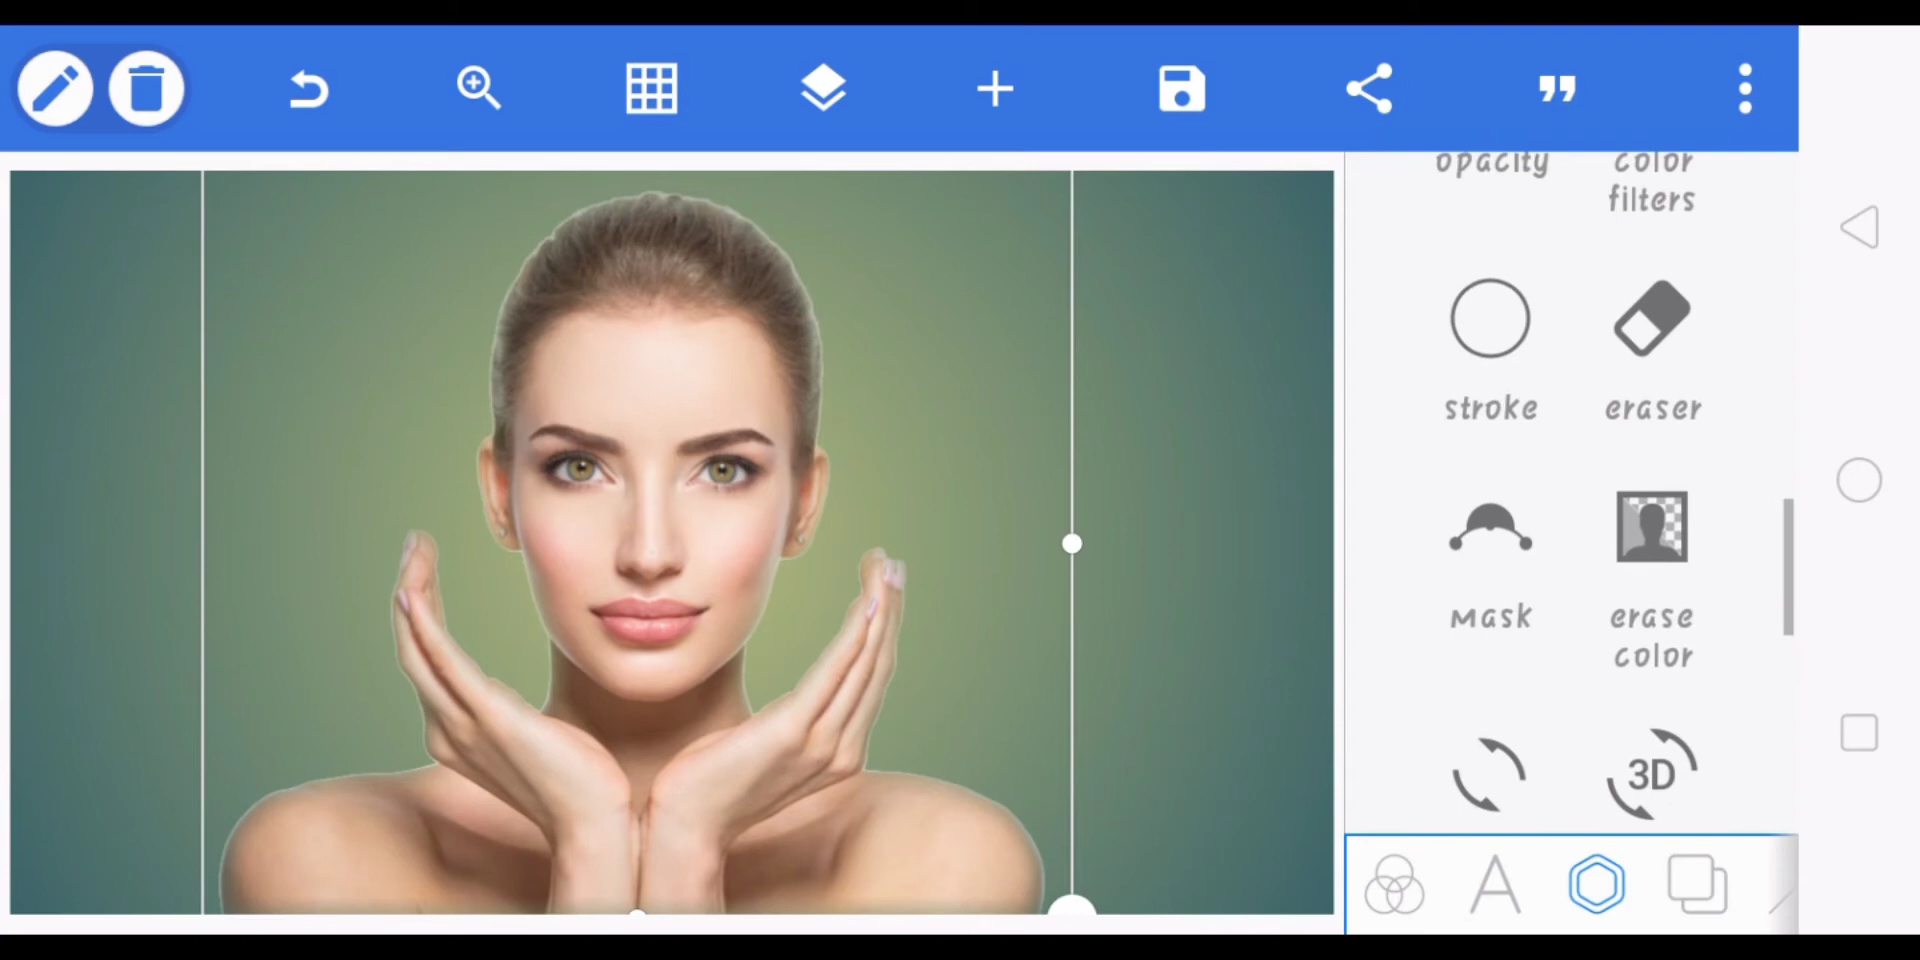 opacity
color
filters
stroke
eraser
Mask
erase
color
3D
A